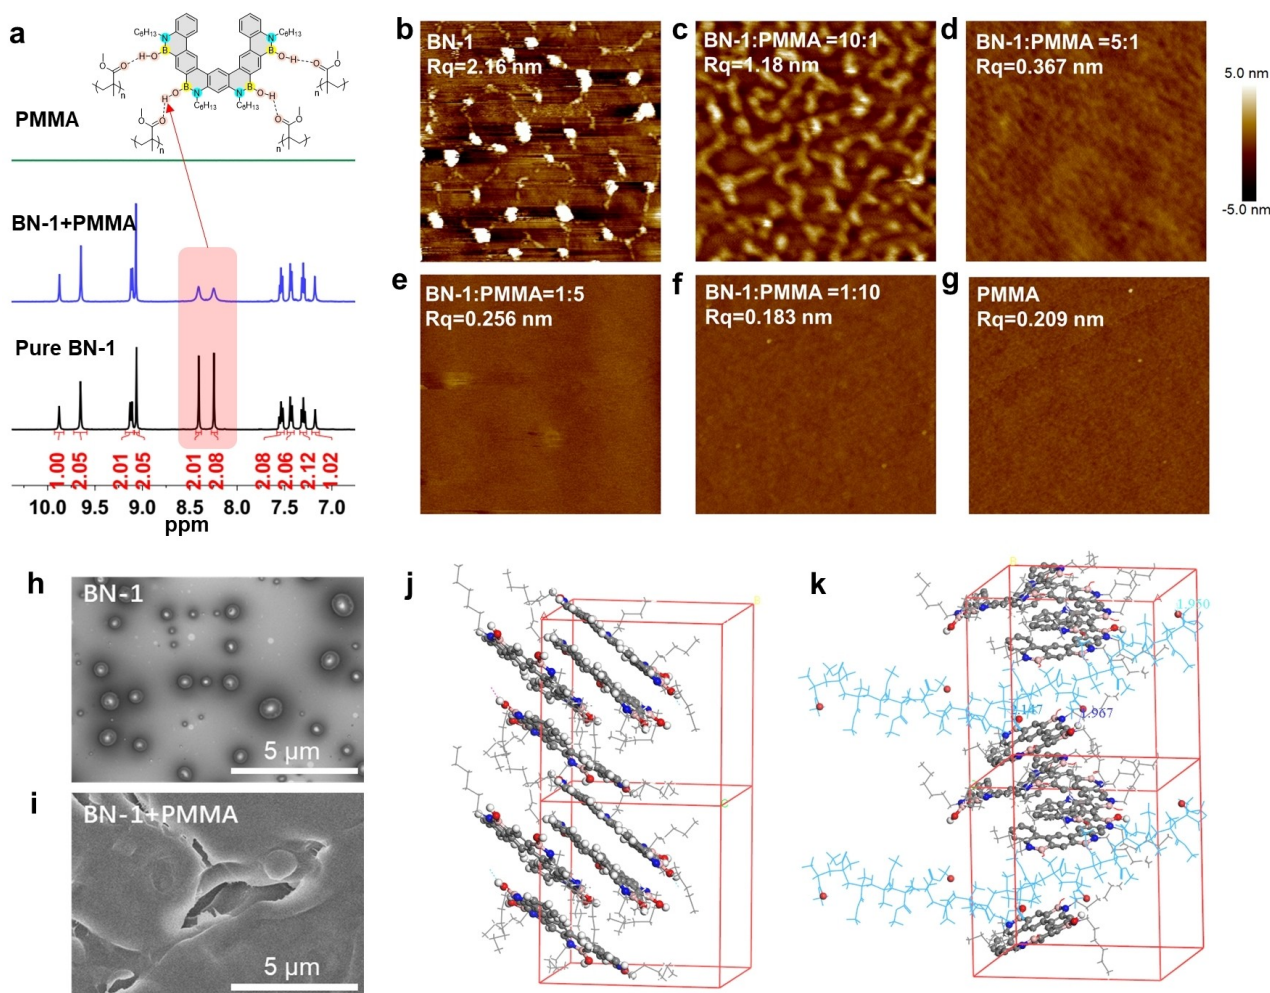 a
C₆H₁₃
N
B
H
O
C₆H₁₃
N
B
O
H
O
O
n
O
O
n
B
O
H
N
C₆H₁₃
N
C₆H₁₃
B
O
H
O
O
n
O
O
n
PMMA
BN-1+PMMA
Pure BN-1
1.00
2.05
2.01
2.05
2.01
2.08
2.08
2.06
2.12
1.02
10.0 9.5 9.0 8.5 8.0 7.5 7.0
ppm
b
BN-1
Rq=2.16 nm
c
BN-1:PMMA =10:1
Rq=1.18 nm
d
BN-1:PMMA =5:1
Rq=0.367 nm
5.0 nm
-5.0 nm
e
BN-1:PMMA=1:5
Rq=0.256 nm
f
BN-1:PMMA =1:10
Rq=0.183 nm
g
PMMA
Rq=0.209 nm
h
BN-1
5 μm
i
BN-1+PMMA
5 μm
j
k
1.967